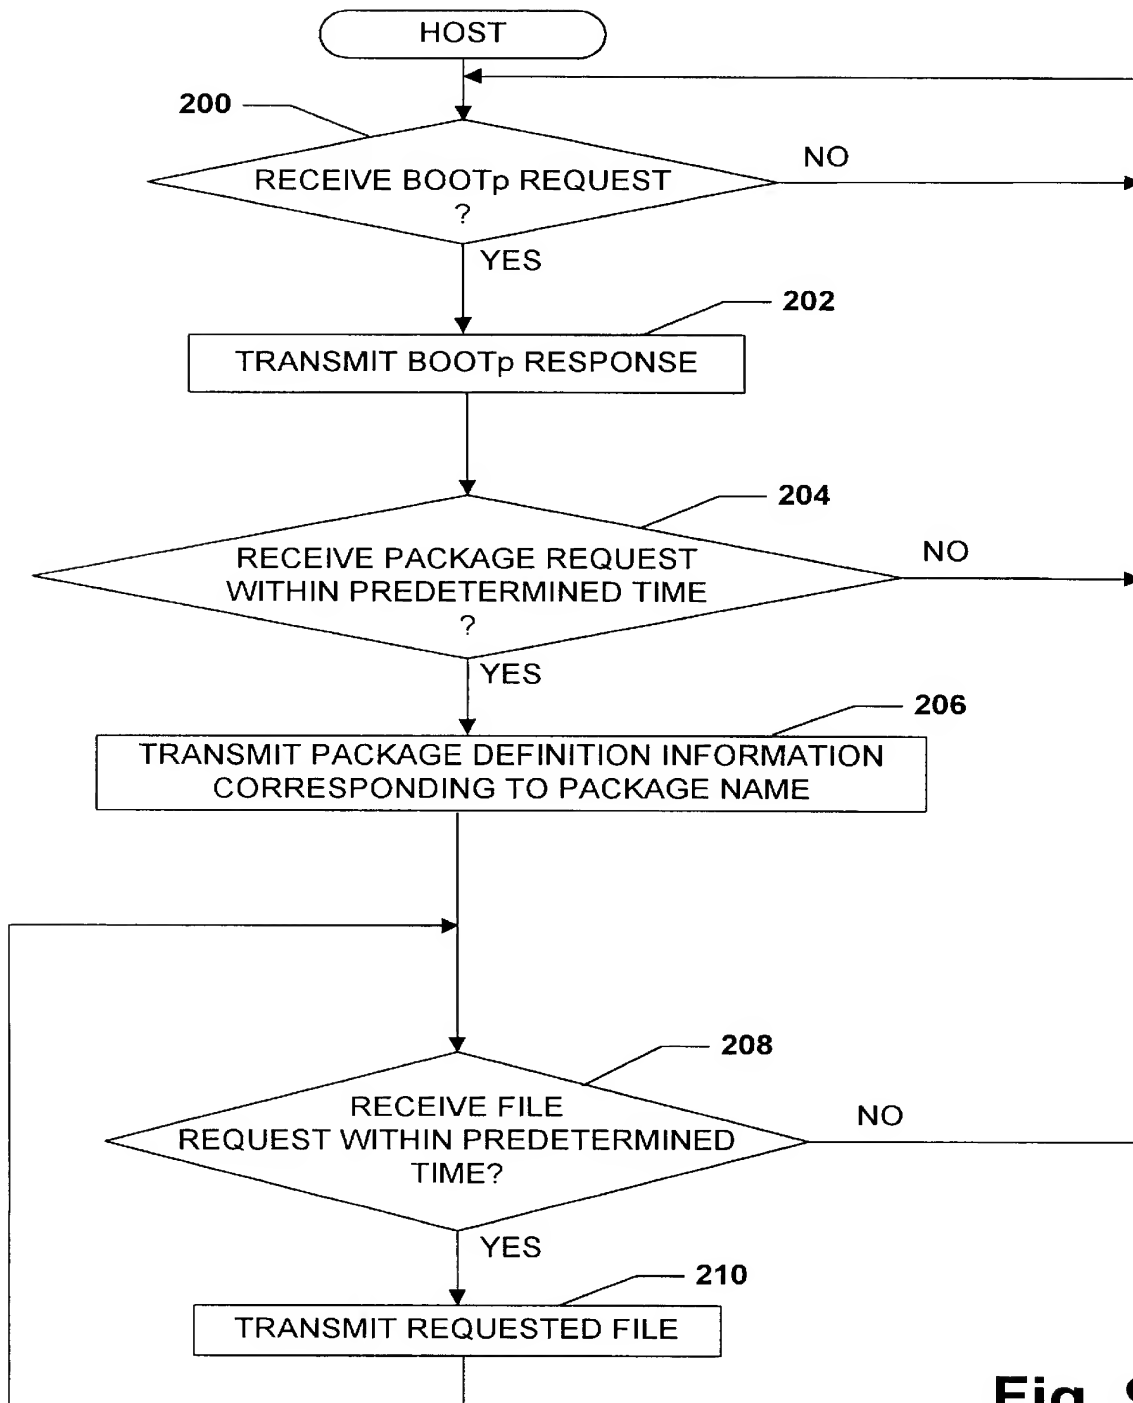 HOST
200
RECEIVE BOOTp REQUEST
?
NO
YES
202
TRANSMIT BOOTp RESPONSE
204
RECEIVE PACKAGE REQUEST
WITHIN PREDETERMINED TIME
?
NO
YES
206
TRANSMIT PACKAGE DEFINITION INFORMATION
CORRESPONDING TO PACKAGE NAME
208
RECEIVE FILE
REQUEST WITHIN PREDETERMINED
TIME?
NO
YES
210
TRANSMIT REQUESTED FILE
Fig.